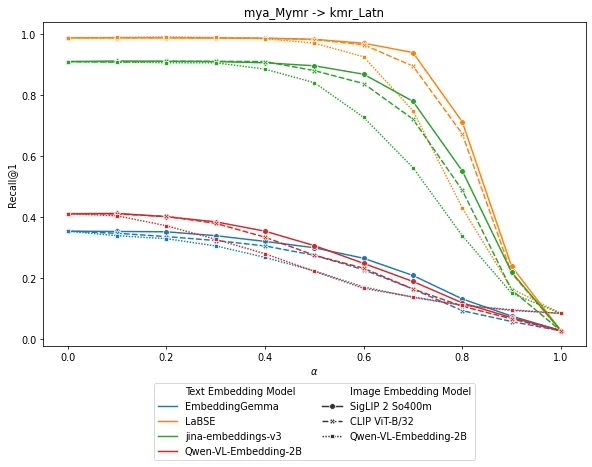 mya_Mymr -> kmr_Latn
Recall@1
1.0
0.8
0.6
0.4
0.2
0.0
0.0 0.2 0.4 0.6 0.8 1.0
α
Text Embedding Model
EmbeddingGemma
LaBSE
jina-embeddings-v3
Qwen-VL-Embedding-2B
Image Embedding Model
SigLIP 2 So400m
CLIP ViT-B/32
Qwen-VL-Embedding-2B